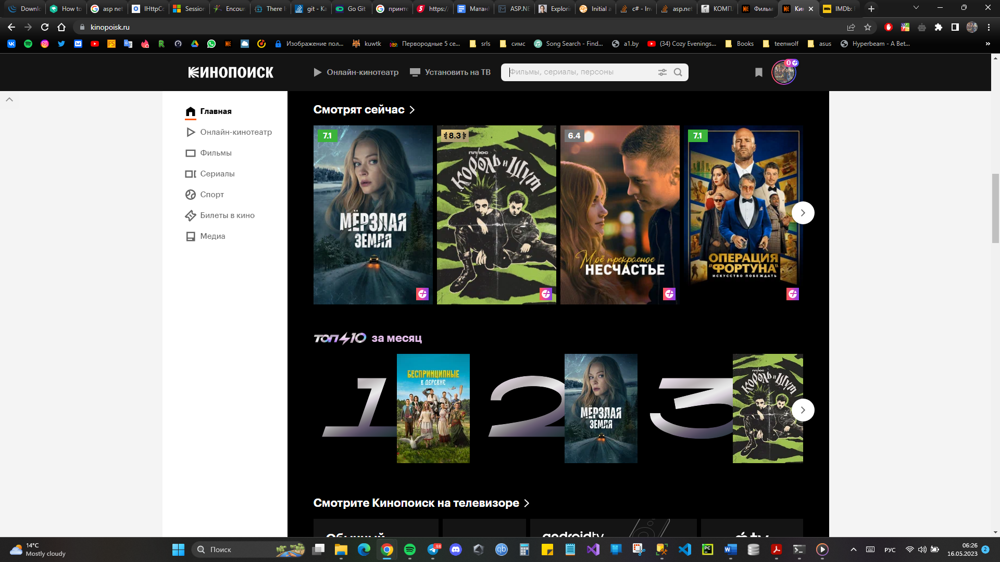 Downlo
How to
asp net
IHttpCo
Session
Encour
There i
git - Ка
Go Git
принте
https:/
Матан
ASP.NE
Explori
Initial a
c# - Inv
asp.net
КОМП
Фильм
Кин
IMDb:
kinopoisk.ru
Изображение пол...
kuwtk
Первородные 5 се...
srls
симс
Song Search - Find...
a1.by
(34) Cozy Evenings...
Books
teenwolf
asus
Hyperbeam - A Bet...
»
КИНОПОИСК
Онлайн-кинотеатр
Установить на ТВ
Фильмы, сериалы, персоны
0
Главная
Онлайн-кинотеатр
Фильмы
Сериалы
Спорт
Билеты в кино
Медиа
Смотрят сейчас
7.1
МЁРЗЛАЯ
ЗЕМЛЯ
8.3
ПЛЮС
КОРОЛЬ и ШУТ
6.4
Моё прекрасное
НЕСЧАСТЬЕ
7.1
ОПЕРАЦИЯ
"ФОРТУНА"
ИСКУССТВО ПОБЕЖДАТЬ
ТОП 10 за месяц
1
БЕСПРИНЦИПНЫЕ
В ДЕРЕВНЕ
2
МЁРЗЛАЯ
ЗЕМЛЯ
3
ПЛЮС
КОРОЛЬ и ШУТ
Смотрите Кинопоиск на телевизоре
Обычный
androidtv
tv
14°C
Mostly cloudy
Поиск
98
qb
PC
W
РУС
06:26
16.05.2023
2